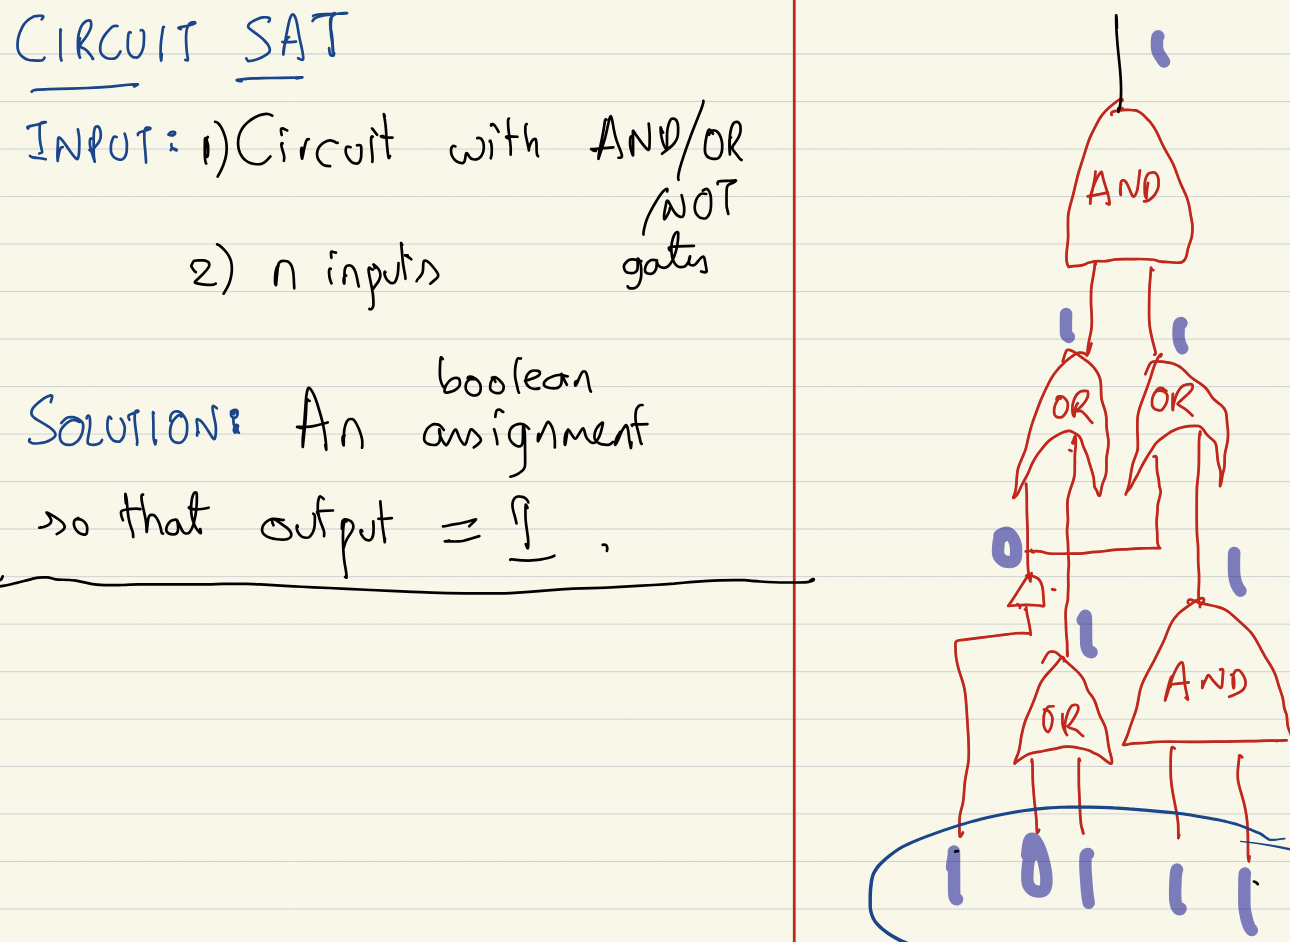 CIRCUIT SAT
INPUT: 1) Circuit with AND/OR
/NOT
gates
2) n inputs
SOLUTION: An boolean
assignment
so that output = 1.
1
AND
1 1
OR OR
0 1
1
OR AND
1 0 1 1 1